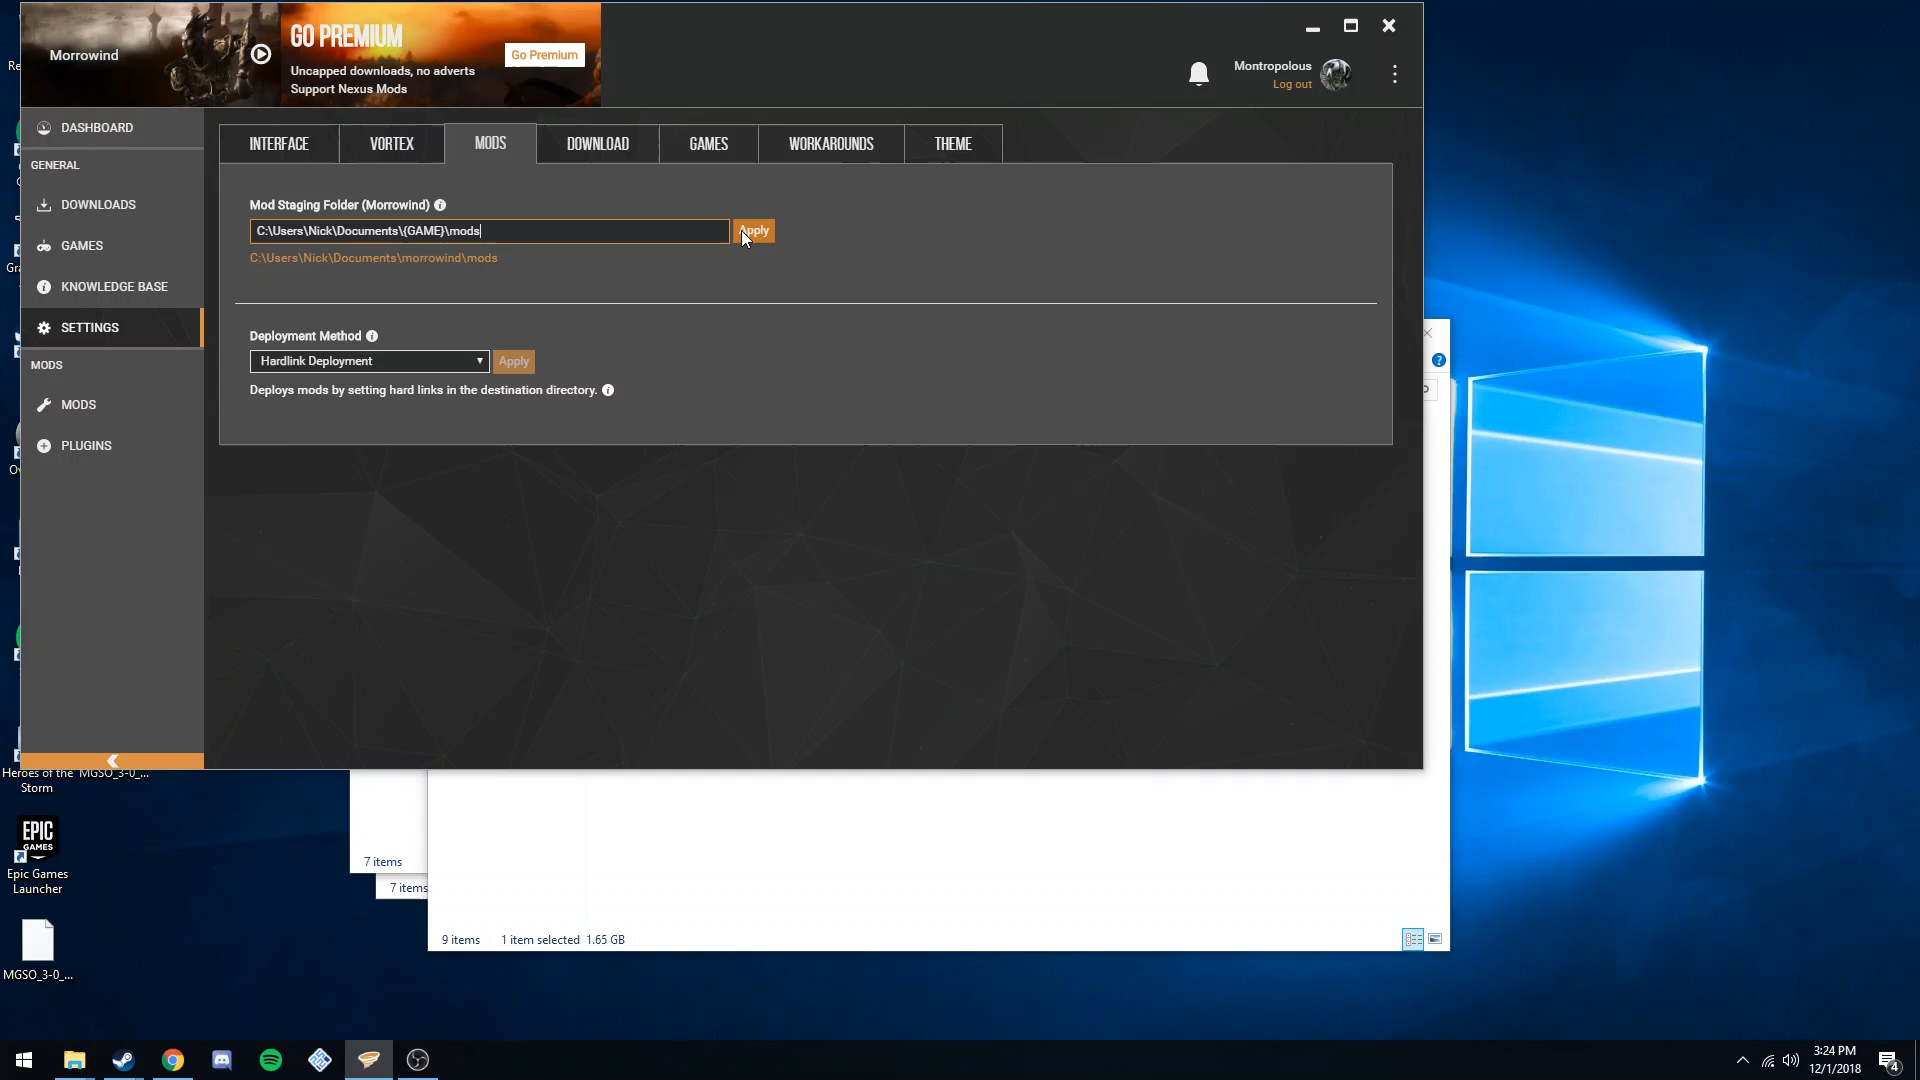 Morrowind
GO PREMIUM
Uncapped downloads, no adverts
Support Nexus Mods
Go Premium
Montropolous
Log out
DASHBOARD
GENERAL
DOWNLOADS
GAMES
KNOWLEDGE BASE
SETTINGS
MODS
MODS
PLUGINS
INTERFACE
VORTEX
MODS
DOWNLOAD
GAMES
WORKAROUNDS
THEME
Mod Staging Folder (Morrowind)
C:\Users\Nick\Documents\{GAME}\mods
Apply
C:\Users\Nick\Documents\morrowind\mods
Deployment Method
Hardlink Deployment
Apply
Deploys mods by setting hard links in the destination directory.
Re
Gra
Ov
Heroes of the
Storm
MGSO_3-0_...
EPIC
GAMES
Epic Games
Launcher
MGSO_3-0_...
7 items
7 items
9 items
1 item selected 1.65 GB
3:24 PM
12/1/2018
4